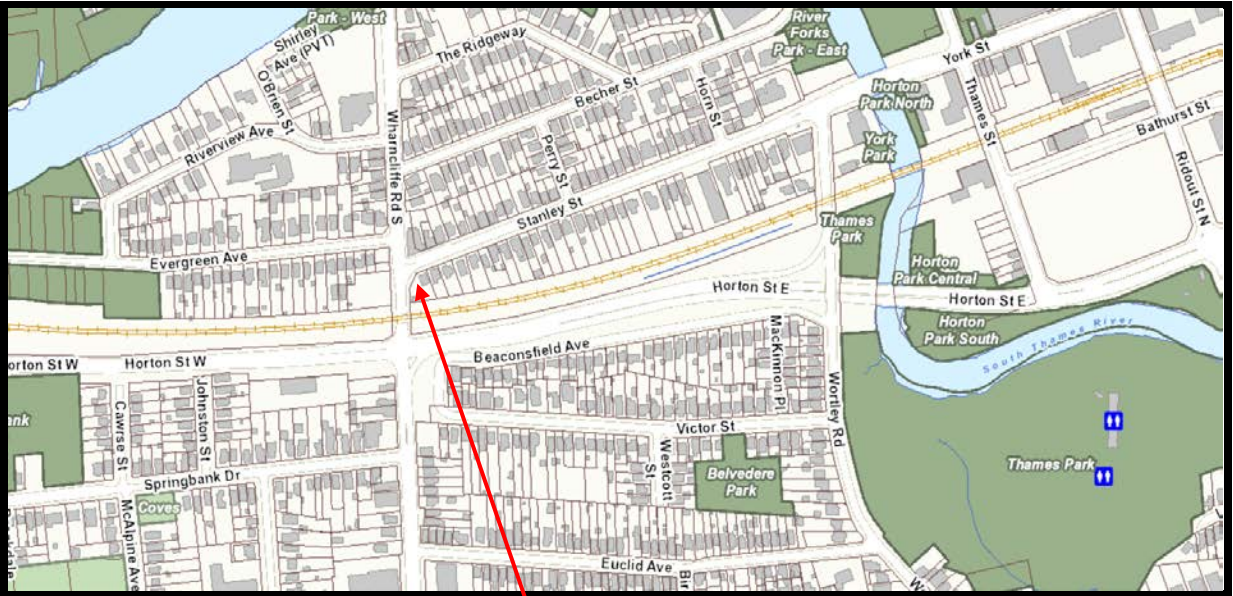 Park - West
Shirley
Ave (PVT)
O'Brien St
The Ridgeway
River
Forks
Park - East
York St
Becher St
Horn St
Horton
Park North
Thames St
Bathurst St
Riverview Ave
Wharncliffe Rd S
Perry St
York
Park
Ridout St N
Stanley St
Thames
Park
Evergreen Ave
Horton
Park Central
Horton St E
Horton St E
Horton
Park South
South Thames River
MacKinnon Pl
Beaconsfield Ave
orton St W
Horton St W
Johnston St
Cawrse St
Wortley Rd
ank
Victor St
Westcott
St
Belvedere
Park
Thames Park
Springbank Dr
Coves
McAlpine Ave
Euclid Ave
Bir
W